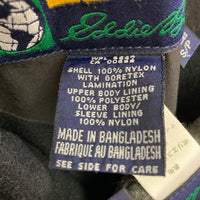 Eddie
S/P
SHELL 100% NYLON
WITH GORETEX
LAMINATION
UPPER BODY LINING
100% POLYESTER
LOWER BODY/
SLEEVE LINING
100% NYLON
MADE IN BANGLADESH
FABRIQUE AU BANGLADESH
SEE SIDE FOR CARE